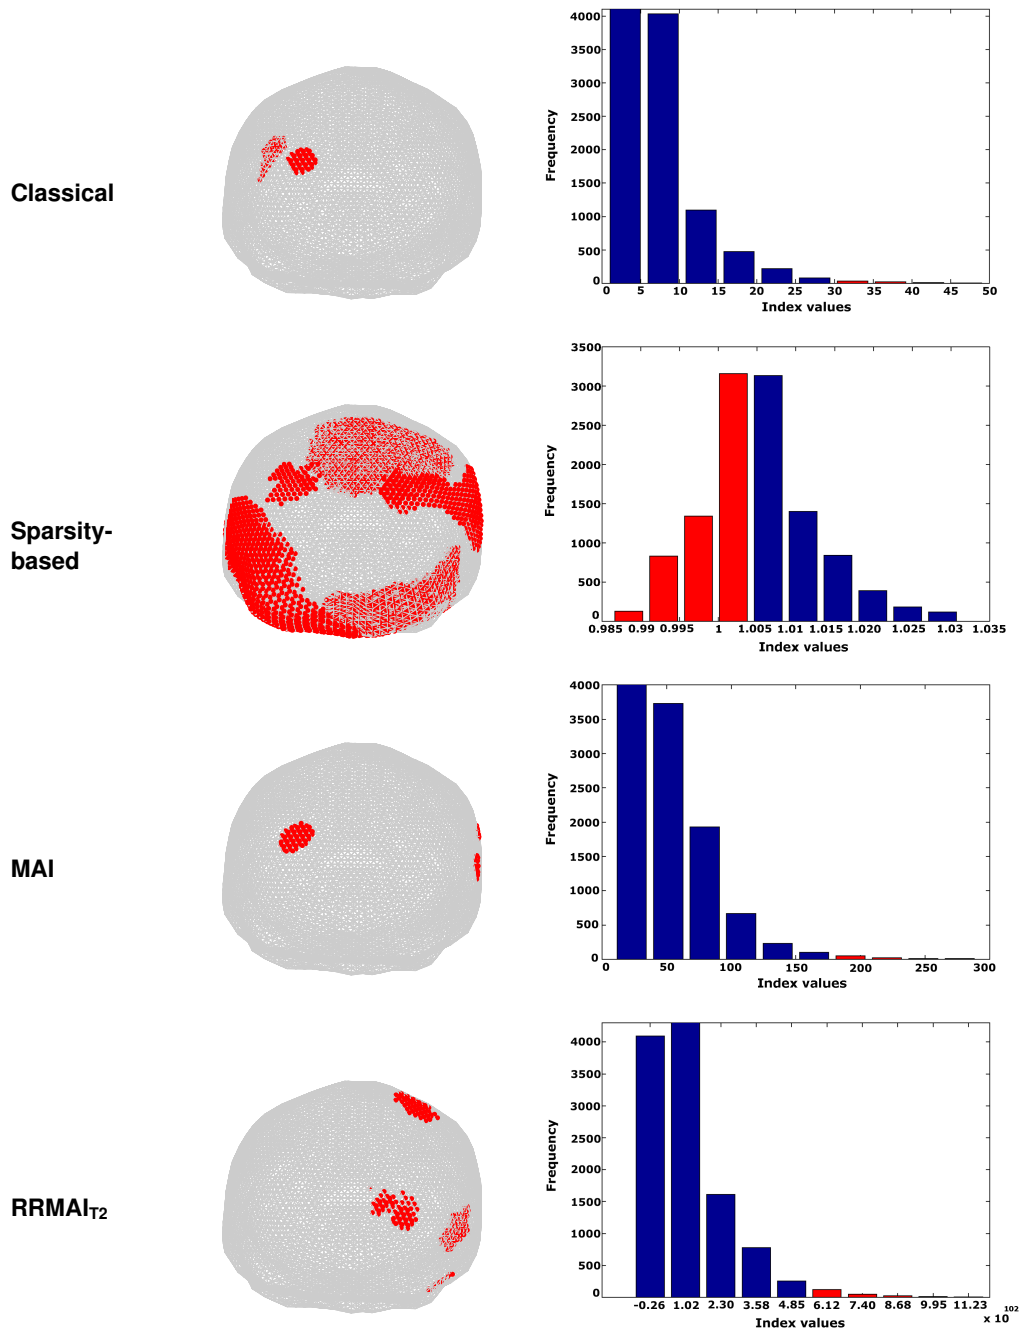 Classical
Frequency
4000
3500
3000
2500
2000
1500
1000
500
0
0 5 10 15 20 25 30 35 40 45 50
Index values
Sparsity-
based
Frequency
3500
3000
2500
2000
1500
1000
500
0
0.985 0.99 0.995 1 1.005 1.01 1.015 1.020 1.025 1.03 1.035
Index values
MAI
Frequency
4000
3500
3000
2500
2000
1500
1000
500
0
0 50 100 150 200 250 300
Index values
RRMAIT2
Frequency
4000
3500
3000
2500
2000
1500
1000
500
0
-0.26 1.02 2.30 3.58 4.85 6.12 7.40 8.68 9.95 11.23
Index values
x 10 102